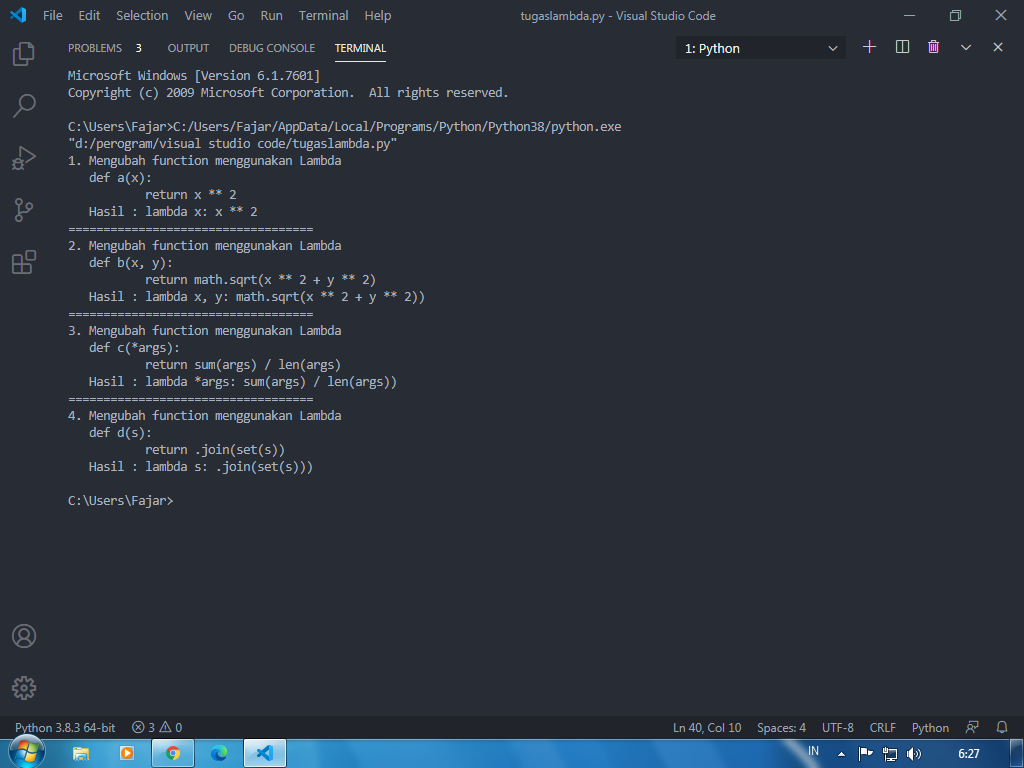 File Edit Selection View Go Run Terminal Help tugaslambda.py - Visual Studio Code
PROBLEMS 3 OUTPUT DEBUG CONSOLE TERMINAL 1: Python
Microsoft Windows [Version 6.1.7601]
Copyright (c) 2009 Microsoft Corporation.  All rights reserved.
C:\Users\Fajar>C:/Users/Fajar/AppData/Local/Programs/Python/Python38/python.exe
"d:/perogram/visual studio code/tugaslambda.py"
1. Mengubah function menggunakan Lambda
   def a(x):
           return x ** 2
   Hasil : lambda x: x ** 2
===================================
2. Mengubah function menggunakan Lambda
   def b(x, y):
           return math.sqrt(x ** 2 + y ** 2)
   Hasil : lambda x, y: math.sqrt(x ** 2 + y ** 2))
===================================
3. Mengubah function menggunakan Lambda
   def c(*args):
           return sum(args) / len(args)
   Hasil : lambda *args: sum(args) / len(args))
===================================
4. Mengubah function menggunakan Lambda
   def d(s):
           return .join(set(s))
   Hasil : lambda s: .join(set(s)))
C:\Users\Fajar>
Python 3.8.3 64-bit 3 0 Ln 40, Col 10 Spaces: 4 UTF-8 CRLF Python
IN 6:27